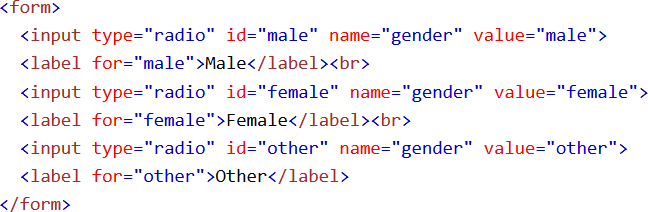 <form>
  <input type="radio" id="male" name="gender" value="male">
  <label for="male">Male</label><br>
  <input type="radio" id="female" name="gender" value="female">
  <label for="female">Female</label><br>
  <input type="radio" id="other" name="gender" value="other">
  <label for="other">Other</label>
</form>